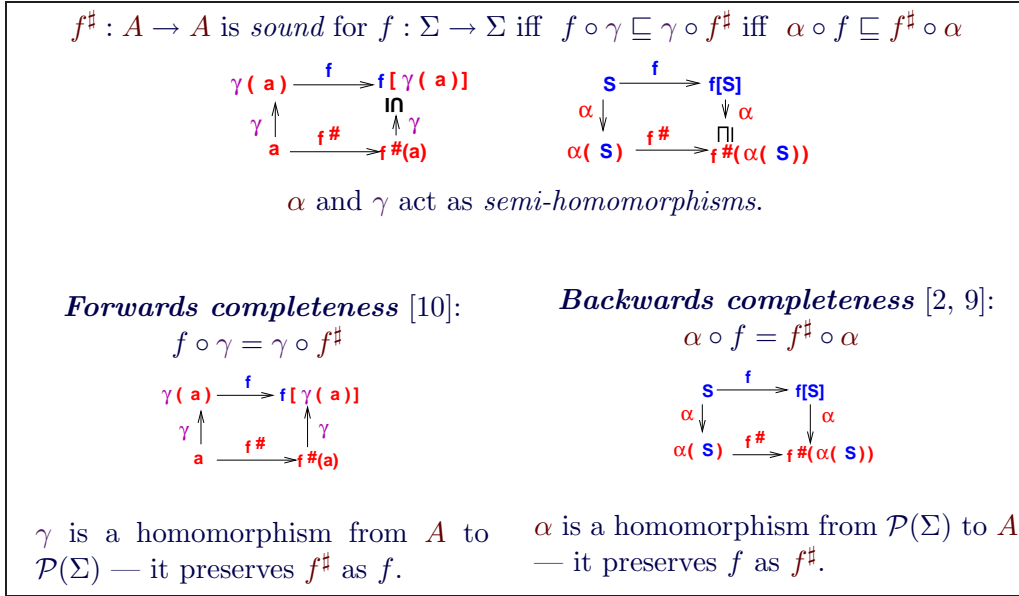 f♯ : A → A is sound for f : Σ → Σ iff f ∘ γ ⊑ γ ∘ f♯ iff α ∘ f ⊑ f♯ ∘ α
γ( a) f f[ γ( a)]
γ γ
a f# f#(a)
S f f[S]
α α
α( S) f# f#(α( S))
α and γ act as semi-homomorphisms.
Forwards completeness [10]:
f ∘ γ = γ ∘ f♯
γ( a) f f[ γ( a)]
γ γ
a f# f#(a)
γ is a homomorphism from A to
P(Σ) — it preserves f♯ as f.
Backwards completeness [2, 9]:
α ∘ f = f♯ ∘ α
S f f[S]
α α
α( S) f# f#(α( S))
α is a homomorphism from P(Σ) to A
— it preserves f as f♯.